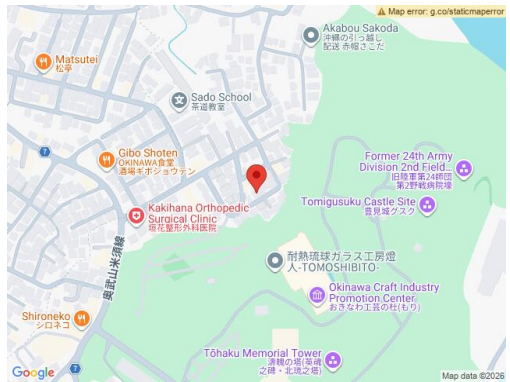 Map error: g.co/staticmaperror
Akabou Sakoda
沖縄の引っ越し
配送 赤帽さこだ
Matsutei
松亭
Sado School
茶道教室
7
Gibo Shoten
OKINAWA食堂
酒場ギボショウテン
Former 24th Army
Division 2nd Field...
旧陸軍第24師団
第2野戦病院壕
Tomigusuku Castle Site
豊見城グスク
Kakihana Orthopedic
Surgical Clinic
垣花整形外科医院
奥武山米須線
耐熱琉球ガラス工房燈
人-TOMOSHIBITO-
Okinawa Craft Industry
Promotion Center
おきなわ工芸の杜(もり)
Shironeko
シロネコ
7
Tōhaku Memorial Tower
濤魄の塔(英魂
之碑・北琉之塔)
Google
Map data ©2026